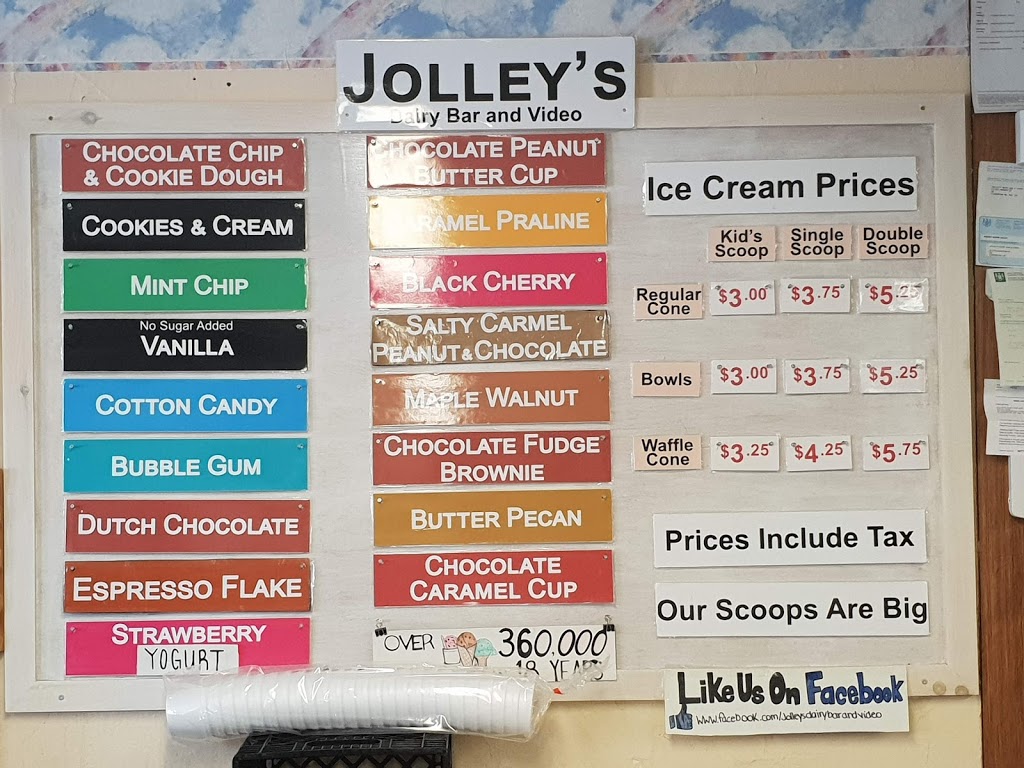 JOLLEY'S
Dairy Bar and Video
CHOCOLATE CHIP
& COOKIE DOUGH
COOKIES & CREAM
MINT CHIP
No Sugar Added
VANILLA
COTTON CANDY
BUBBLE GUM
DUTCH CHOCOLATE
ESPRESSO FLAKE
STRAWBERRY
YOGURT
CHOCOLATE PEANUT
BUTTER CUP
CARAMEL PRALINE
BLACK CHERRY
SALTY CARMEL
PEANUT & CHOCOLATE
MAPLE WALNUT
CHOCOLATE FUDGE
BROWNIE
BUTTER PECAN
CHOCOLATE
CARAMEL CUP
OVER 360,000
18 YEARS
Ice Cream Prices
Kid's Scoop Single Scoop Double Scoop
Regular Cone $3.00 $3.75 $5.25
Bowls $3.00 $3.75 $5.25
Waffle Cone $3.25 $4.25 $5.75
Prices Include Tax
Our Scoops Are Big
Like Us On Facebook
www.facebook.com/jolleysdairybarandvideo